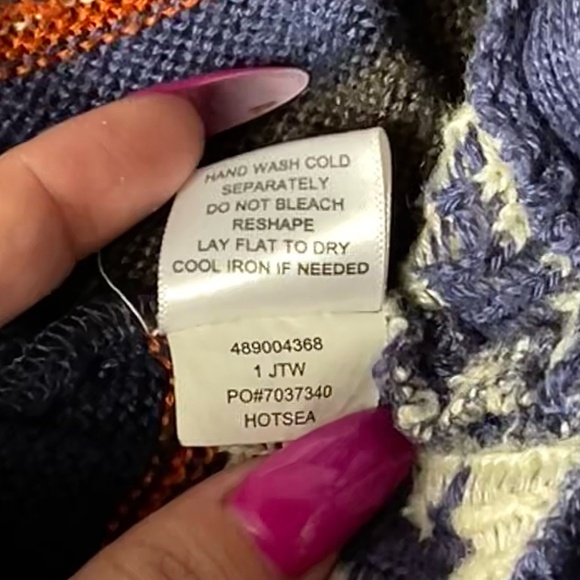 HAND WASH COLD
SEPARATELY
DO NOT BLEACH
RESHAPE
LAY FLAT TO DRY
COOL IRON IF NEEDED
489004368
1 JTW
PO#7037340
HOTSEA